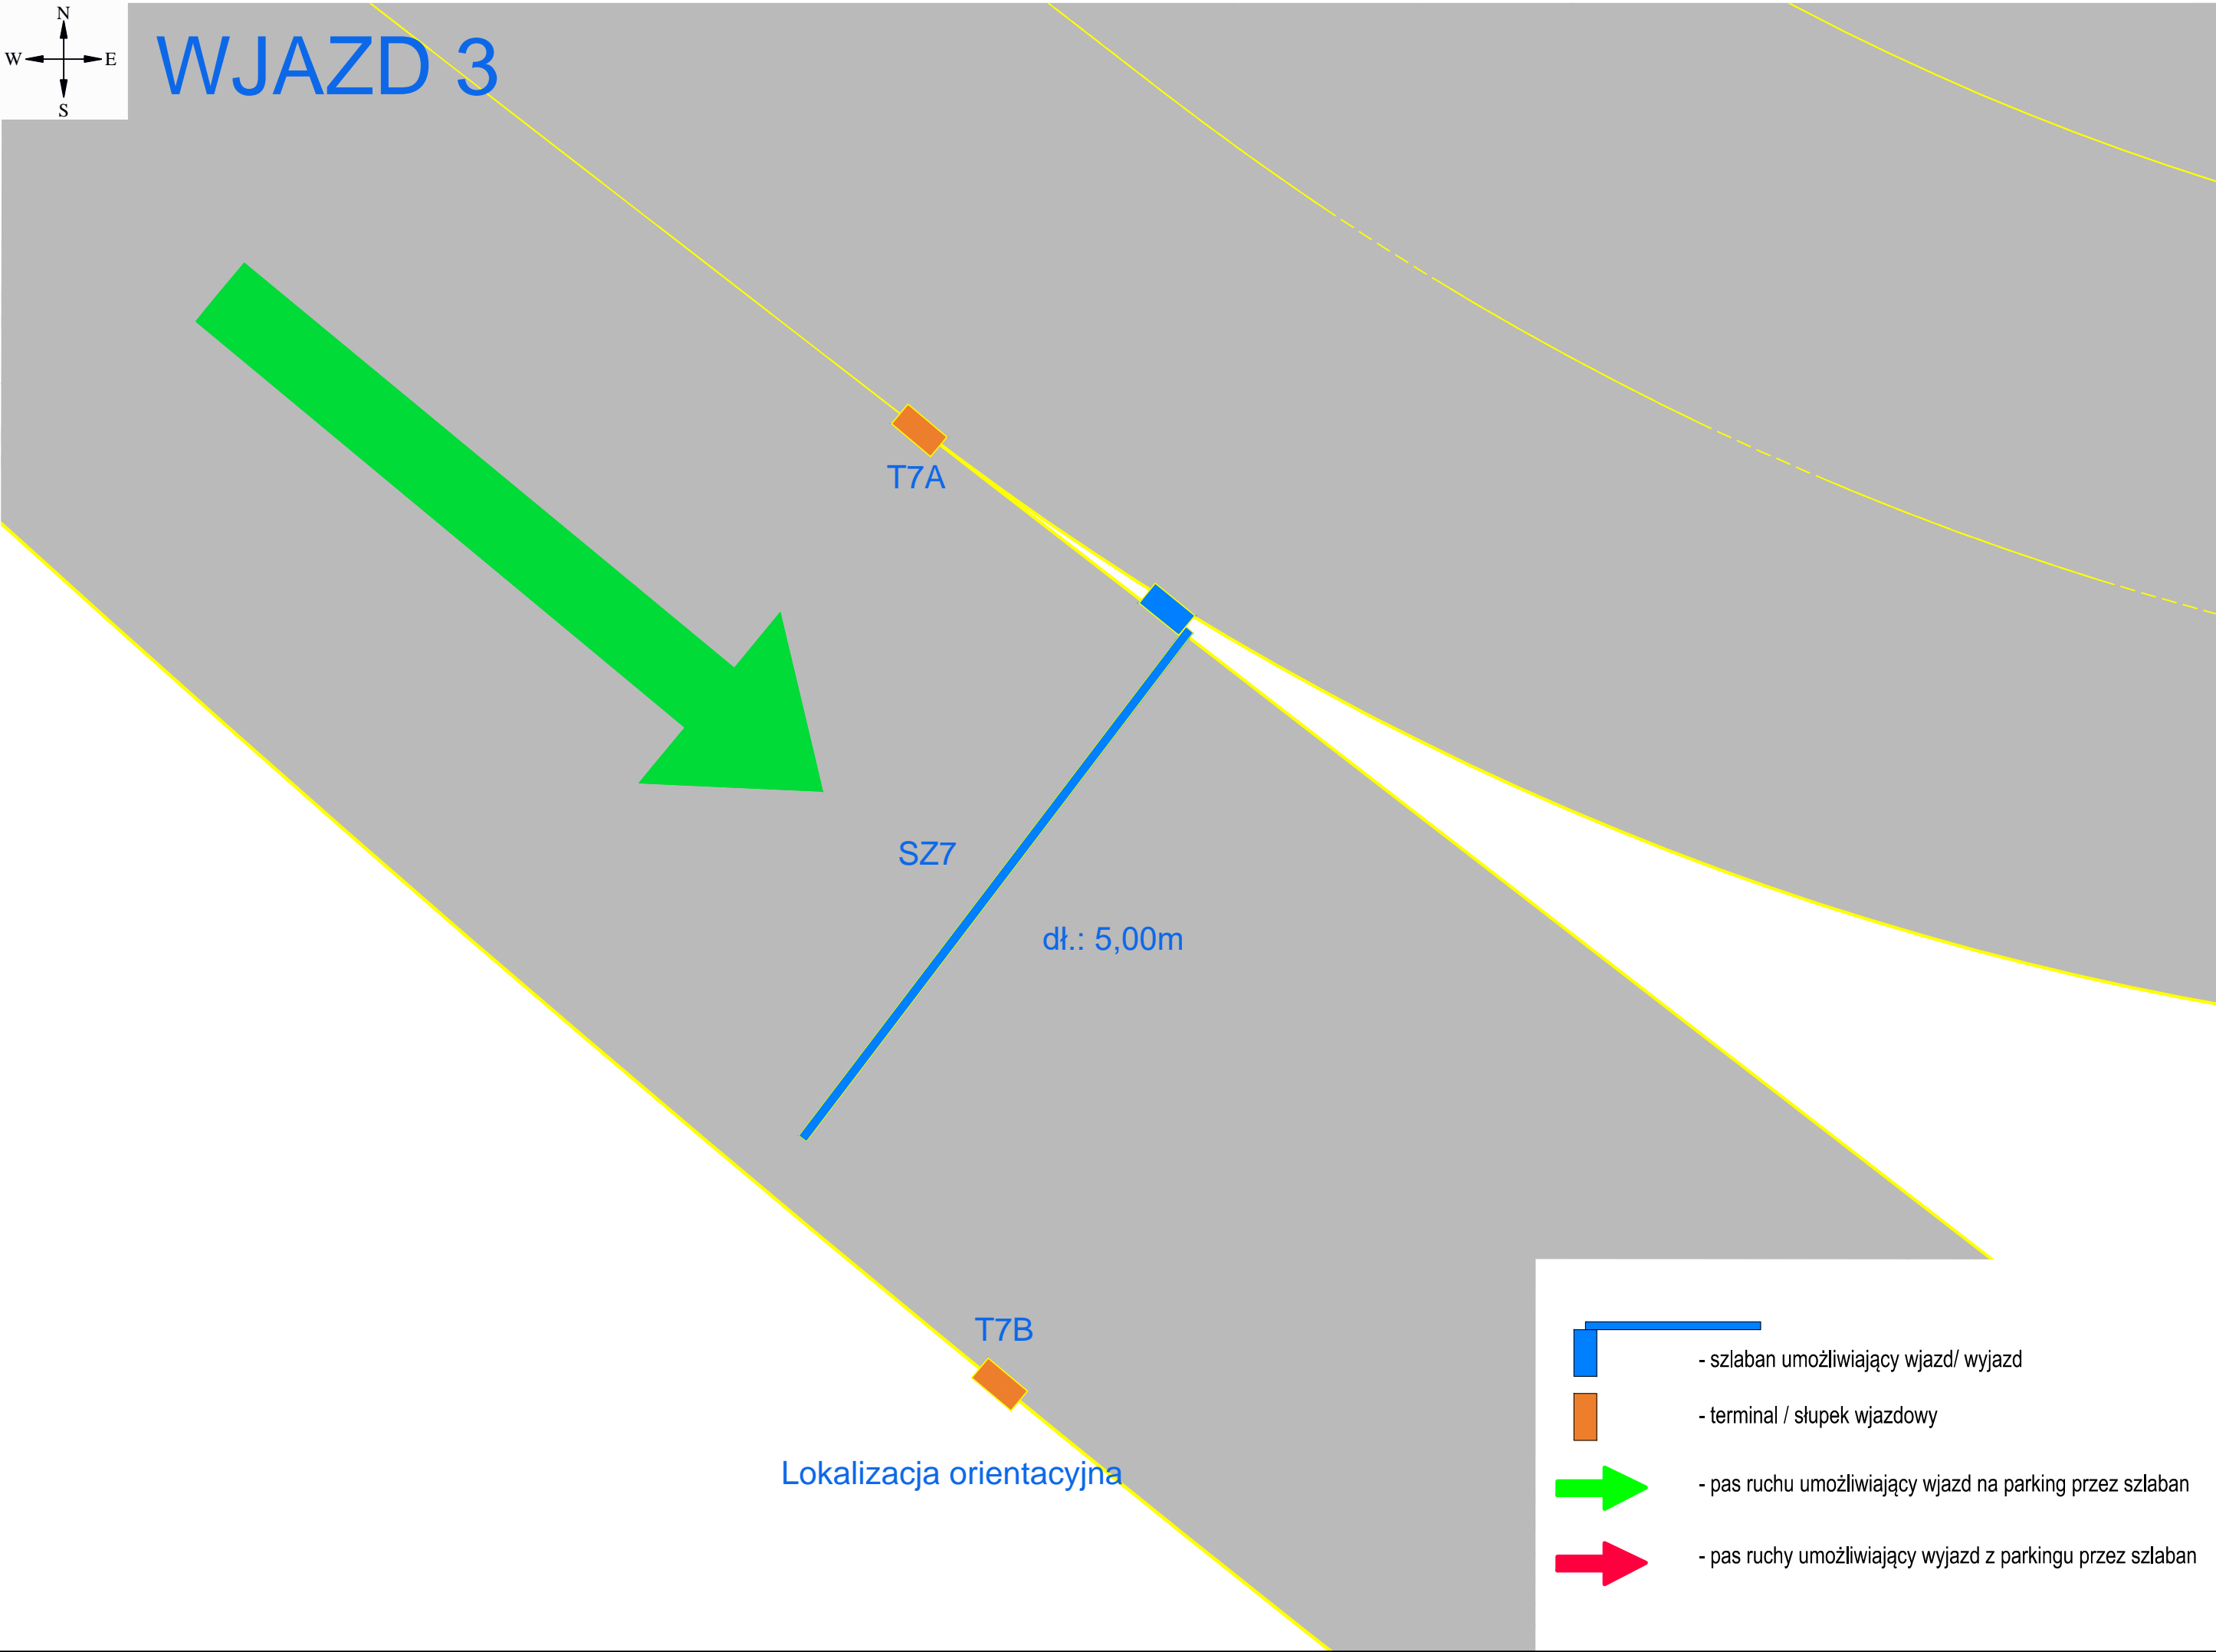 N
W E
S
WJAZD 3
T7A
SZ7
dł.: 5,00m
T7B
Lokalizacja orientacyjna
- szlaban umożliwiający wjazd/ wyjazd
- terminal / słupek wjazdowy
- pas ruchu umożliwiający wjazd na parking przez szlaban
- pas ruchy umożliwiający wyjazd z parkingu przez szlaban